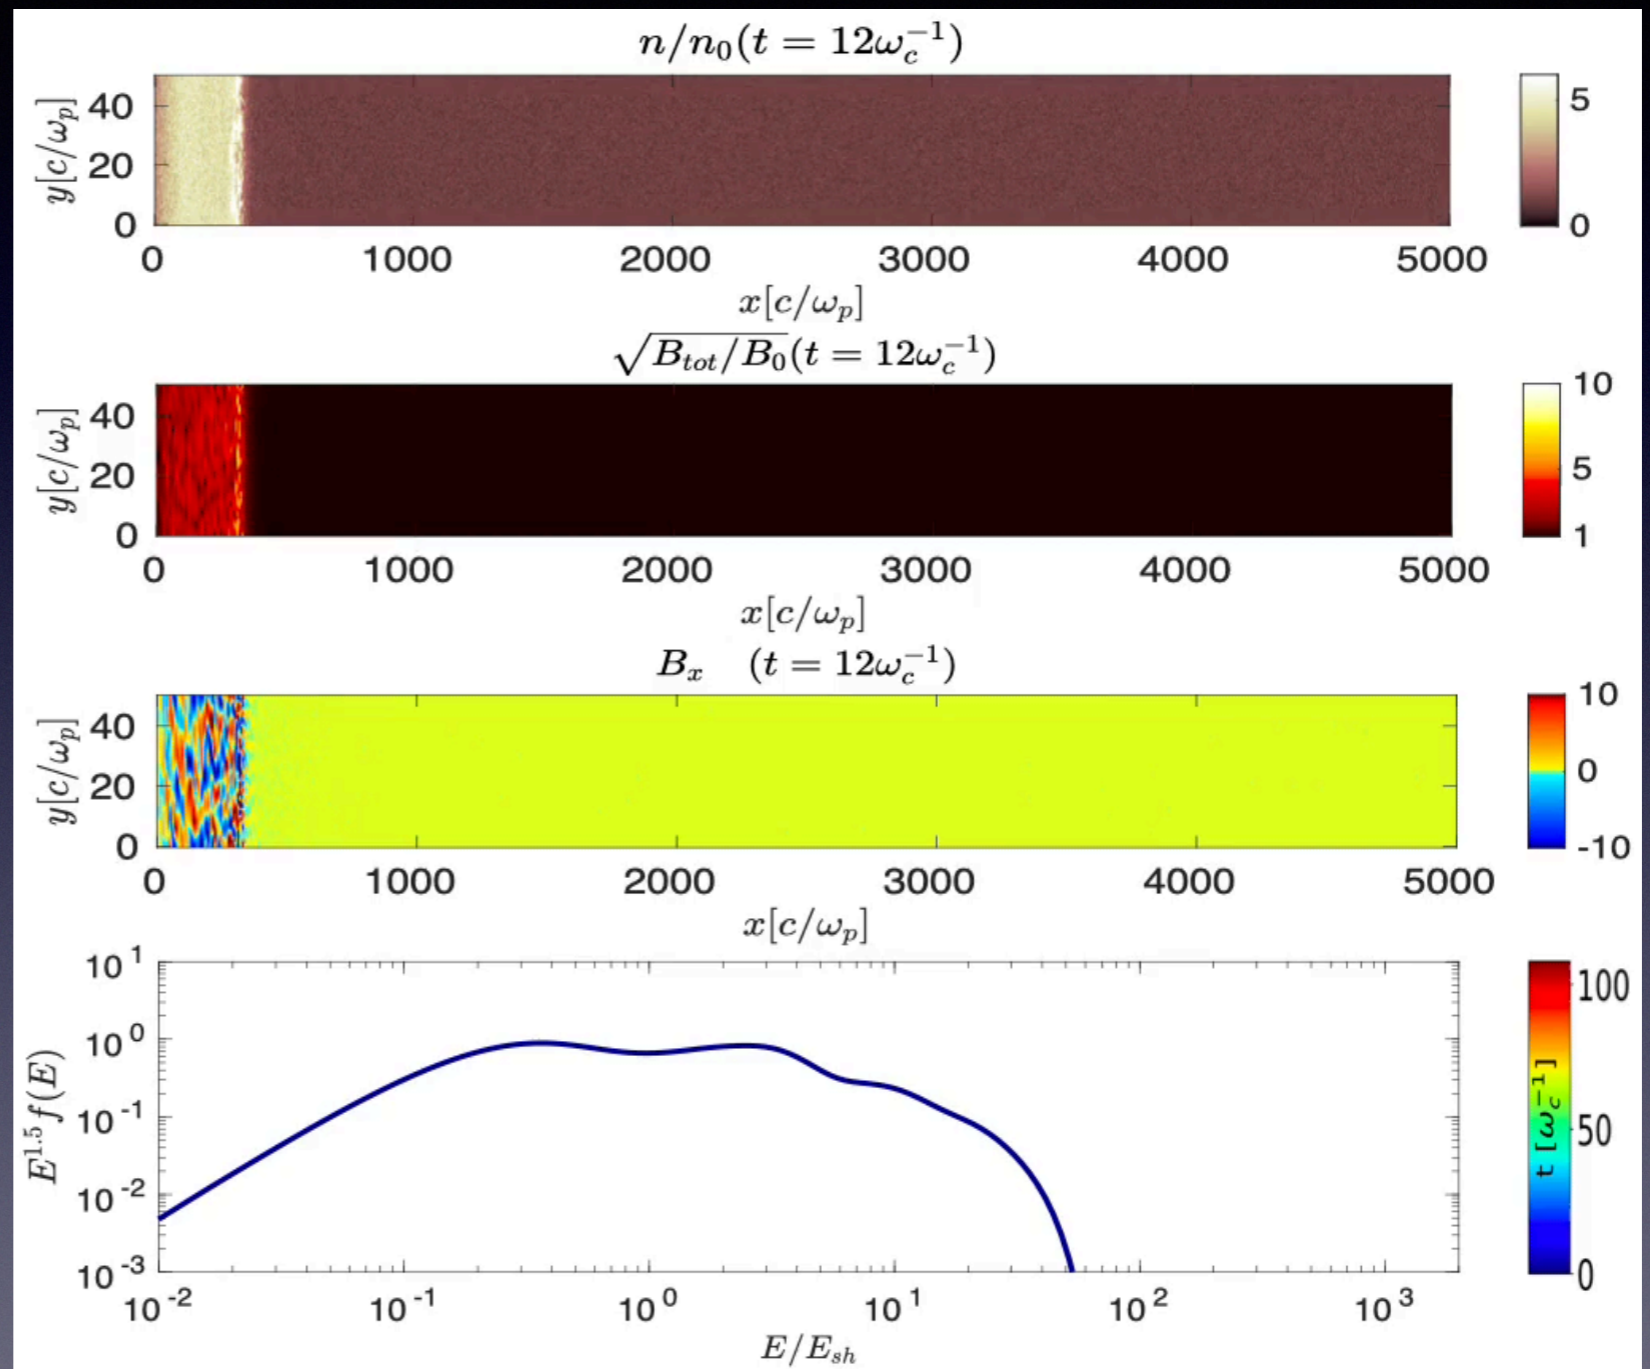 n/n₀(t = 12ω_c⁻¹)
y[c/ω_p]
40
20
0
0 1000 2000 3000 4000 5000
x[c/ω_p]
5
0
√B_tot/B₀(t = 12ω_c⁻¹)
y[c/ω_p]
40
20
0
0 1000 2000 3000 4000 5000
x[c/ω_p]
10
5
1
B_x (t = 12ω_c⁻¹)
y[c/ω_p]
40
20
0
0 1000 2000 3000 4000 5000
x[c/ω_p]
10
0
-10
E^1.5 f(E)
10¹
10⁰
10⁻¹
10⁻²
10⁻³
10⁻² 10⁻¹ 10⁰ 10¹ 10² 10³
E/E_sh
t [ω_c⁻¹]
100
50
0